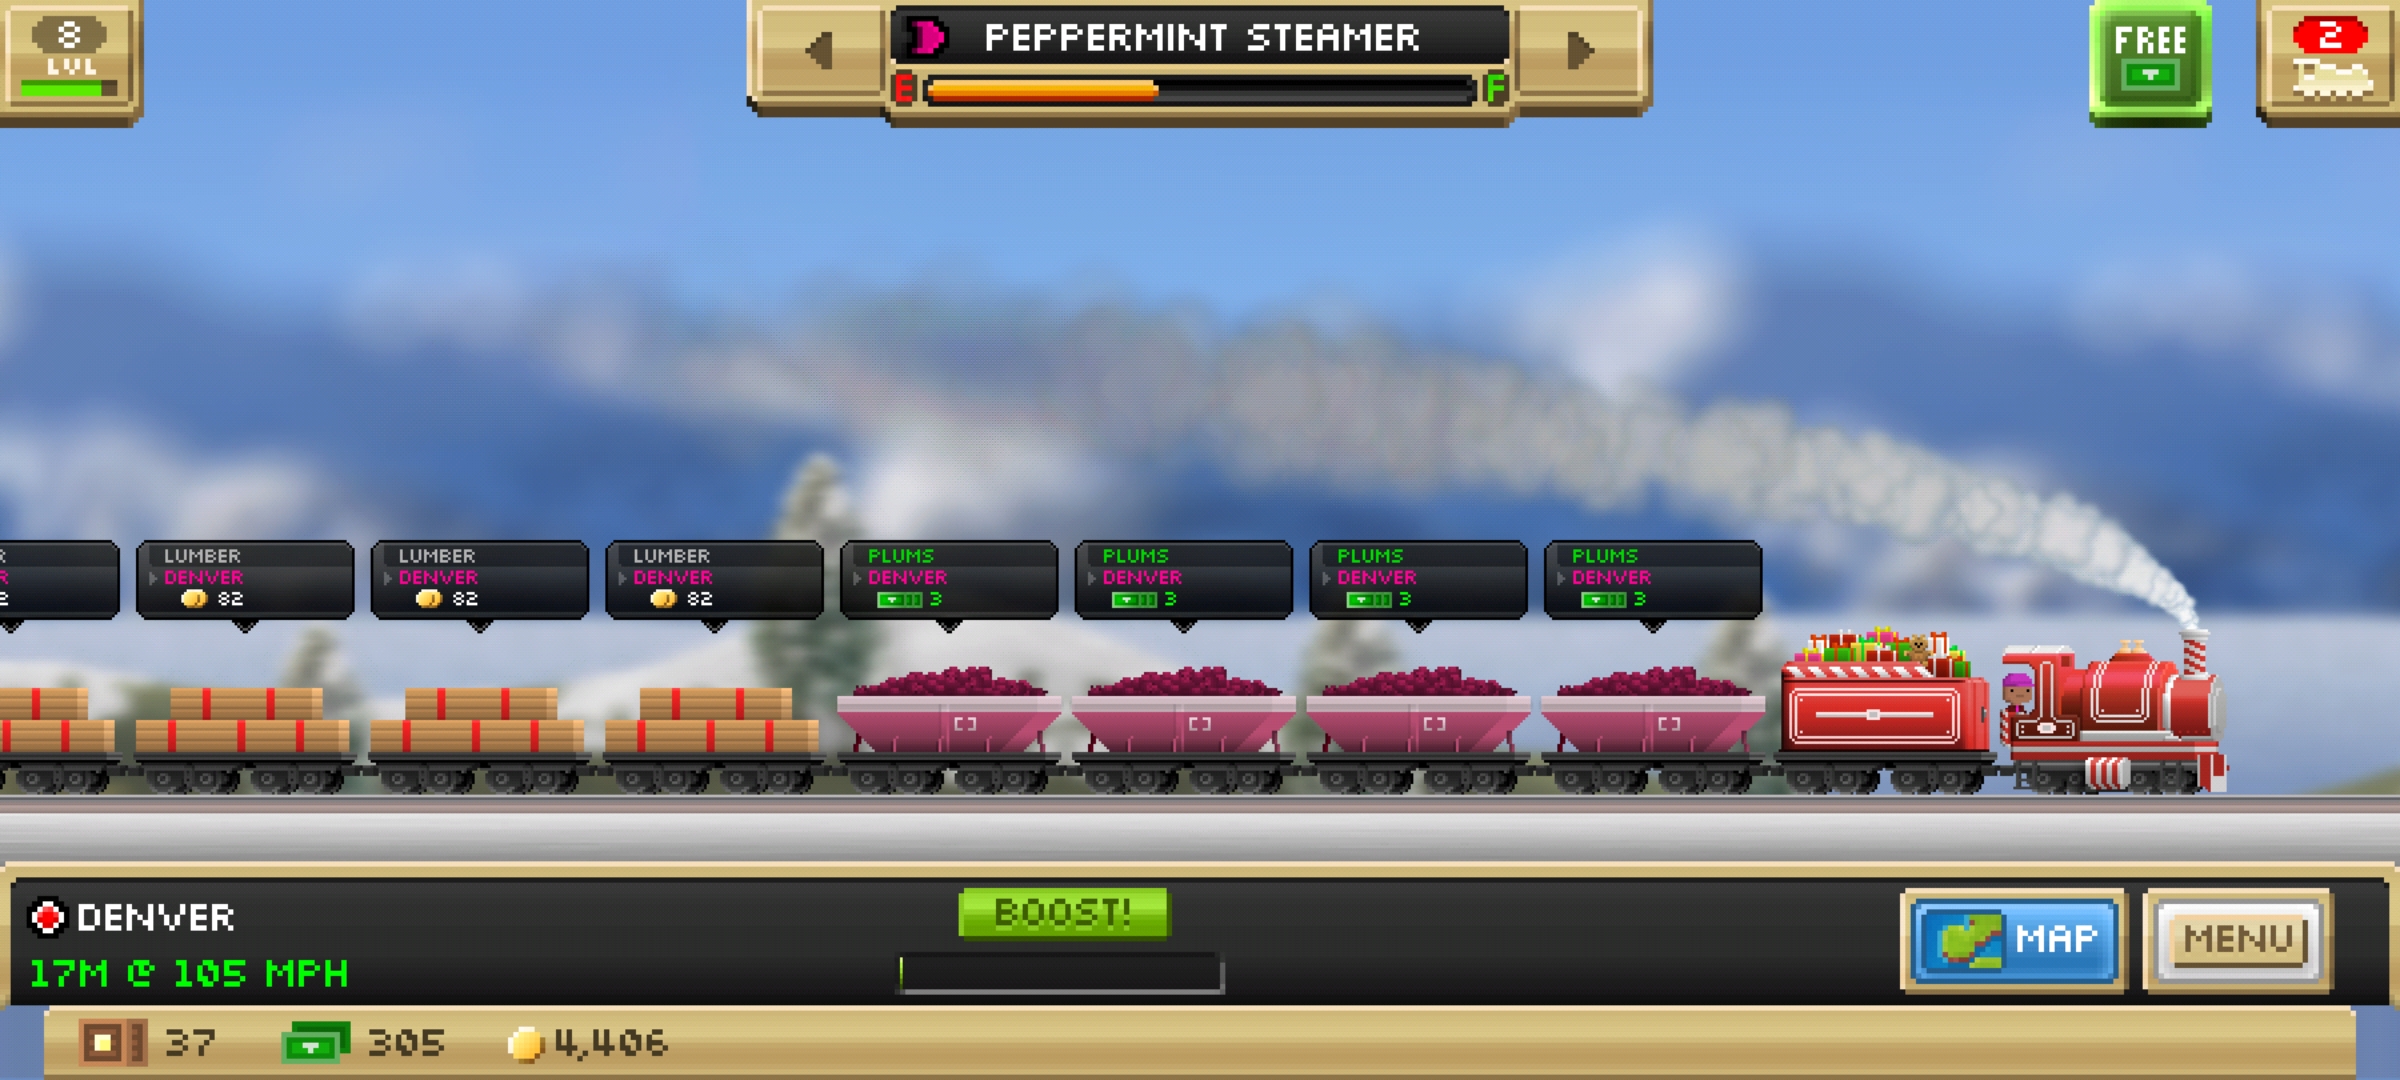 8
LVL
PEPPERMINT STEAMER
E F
FREE
2
LUMBER
DENVER
82
LUMBER
DENVER
82
LUMBER
DENVER
82
PLUMS
DENVER
3
PLUMS
DENVER
3
PLUMS
DENVER
3
PLUMS
DENVER
3
DENVER
17M @ 105 MPH
BOOST!
MAP
MENU
37
305
4,406